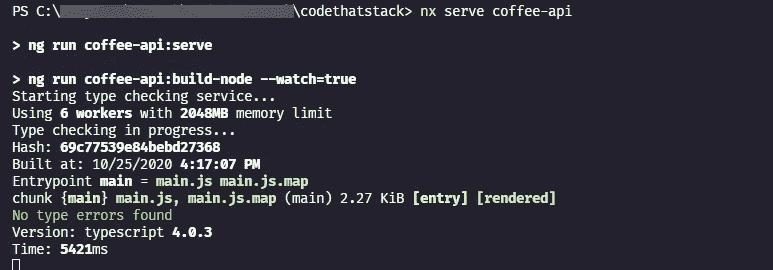 PS C:\ \codethatstack> nx serve coffee-api
> ng run coffee-api:serve
> ng run coffee-api:build-node --watch=true
Starting type checking service...
Using 6 workers with 2048MB memory limit
Type checking in progress...
Hash: 69c77539e84bebd27368
Built at: 10/25/2020 4:17:07 PM
Entrypoint main = main.js main.js.map
chunk {main} main.js, main.js.map (main) 2.27 KiB [entry] [rendered]
No type errors found
Version: typescript 4.0.3
Time: 5421ms